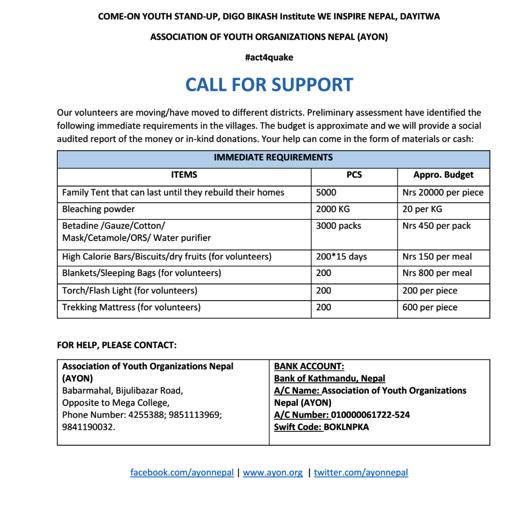 COME-ON YOUTH STAND-UP, DIGO BIKASH Institute WE INSPIRE NEPAL, DAYITWA
ASSOCIATION OF YOUTH ORGANIZATIONS NEPAL (AYON)
#act4quake
CALL FOR SUPPORT
Our volunteers are moving/have moved to different districts. Preliminary assessment have identified the
following immediate requirements in the villages. The budget is approximate and we will provide a social
audited report of the money or in-kind donations. Your help can come in the form of materials or cash:
IMMEDIATE REQUIREMENTS
ITEMS PCS Appro. Budget
Family Tent that can last until they rebuild their homes 5000 Nrs 20000 per piece
Bleaching powder 2000 KG 20 per KG
Betadine /Gauze/Cotton/ 3000 packs Nrs 450 per pack
Mask/Cetamole/ORS/ Water purifier
High Calorie Bars/Biscuits/dry fruits (for volunteers) 200*15 days Nrs 150 per meal
Blankets/Sleeping Bags (for volunteers) 200 Nrs 800 per meal
Torch/Flash Light (for volunteers) 200 200 per piece
Trekking Mattress (for volunteers) 200 600 per piece
FOR HELP, PLEASE CONTACT:
Association of Youth Organizations Nepal
(AYON)
Babarmahal, Bijulibazar Road,
Opposite to Mega College,
Phone Number: 4255388; 9851113969;
9841190032.
BANK ACCOUNT:
Bank of Kathmandu, Nepal
A/C Name: Association of Youth Organizations
Nepal (AYON)
A/C Number: 010000061722-524
Swift Code: BOKLNPKA
facebook.com/ayonnepal | www.ayon.org | twitter.com/ayonnepal